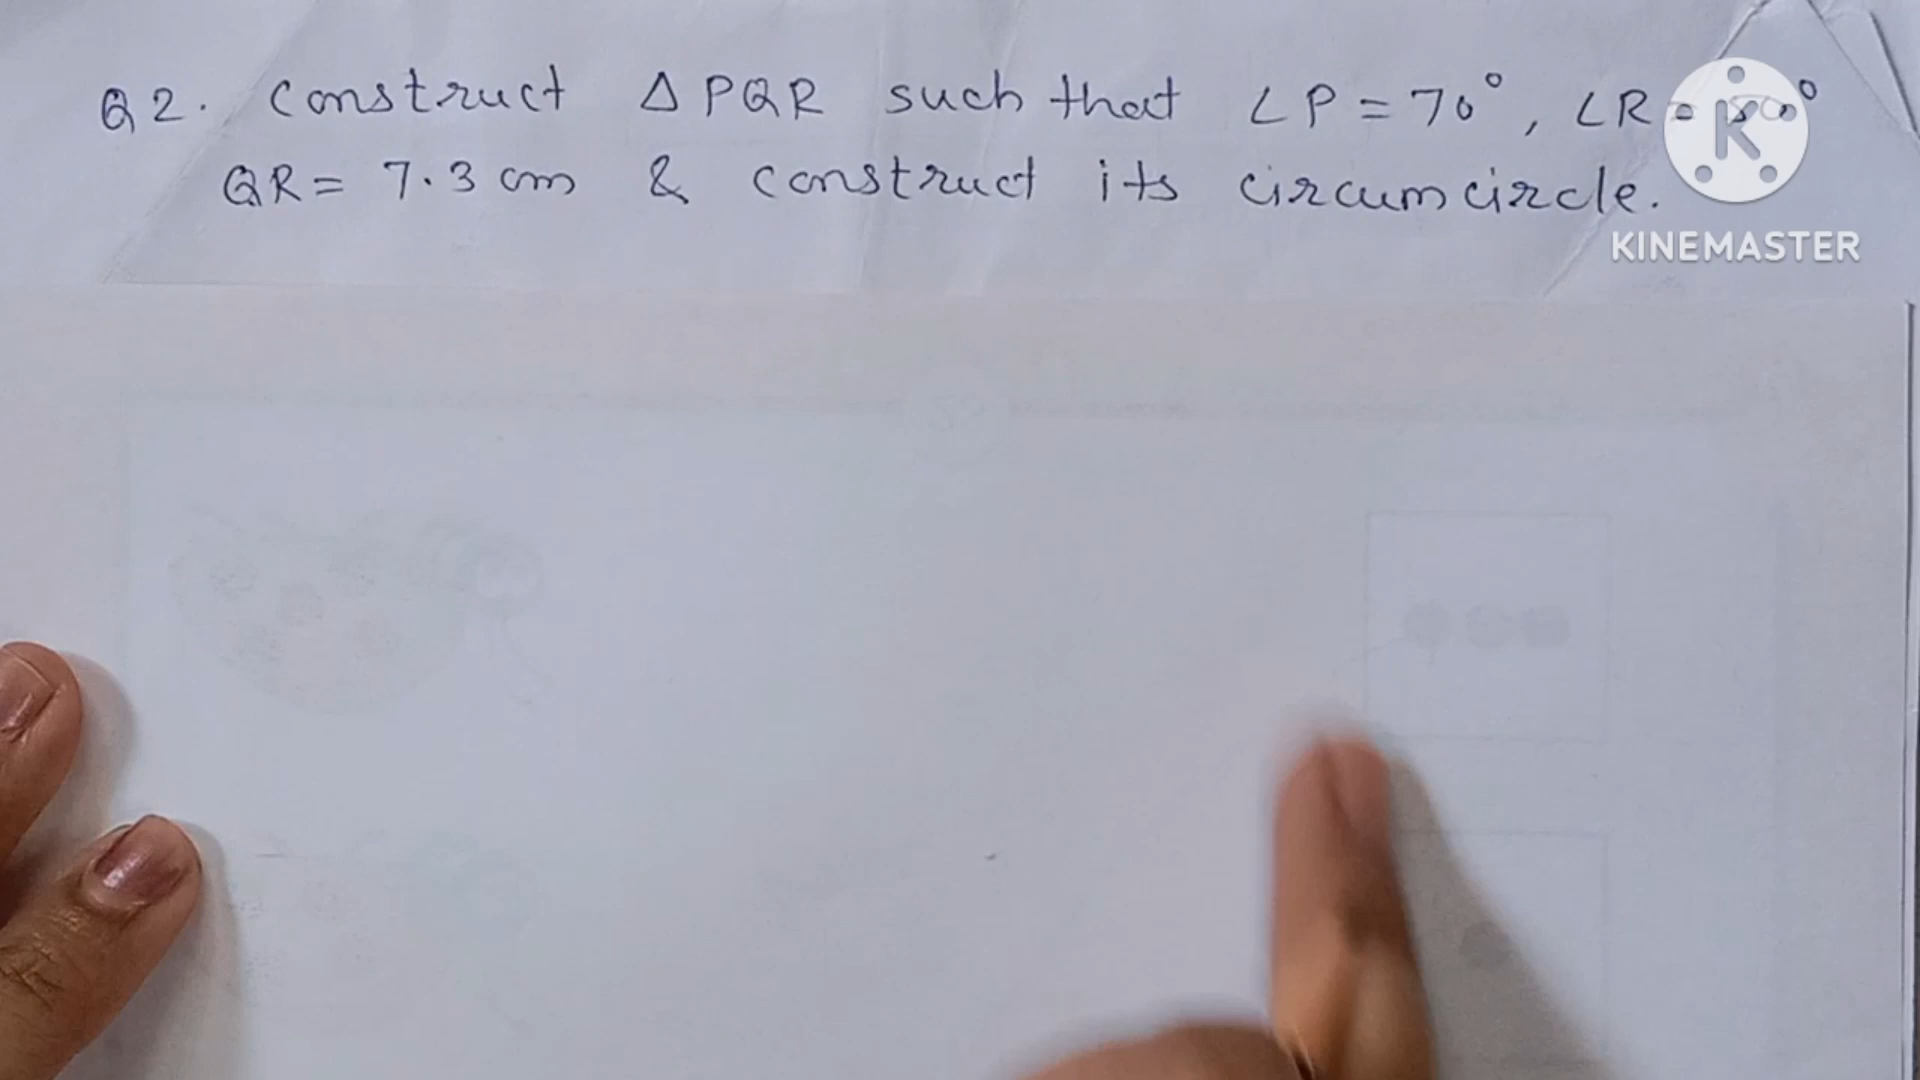 Q2. Construct Δ PQR such that ∠P = 70°, ∠R =
QR = 7.3 cm & construct its circumcircle.
K
KINEMASTER